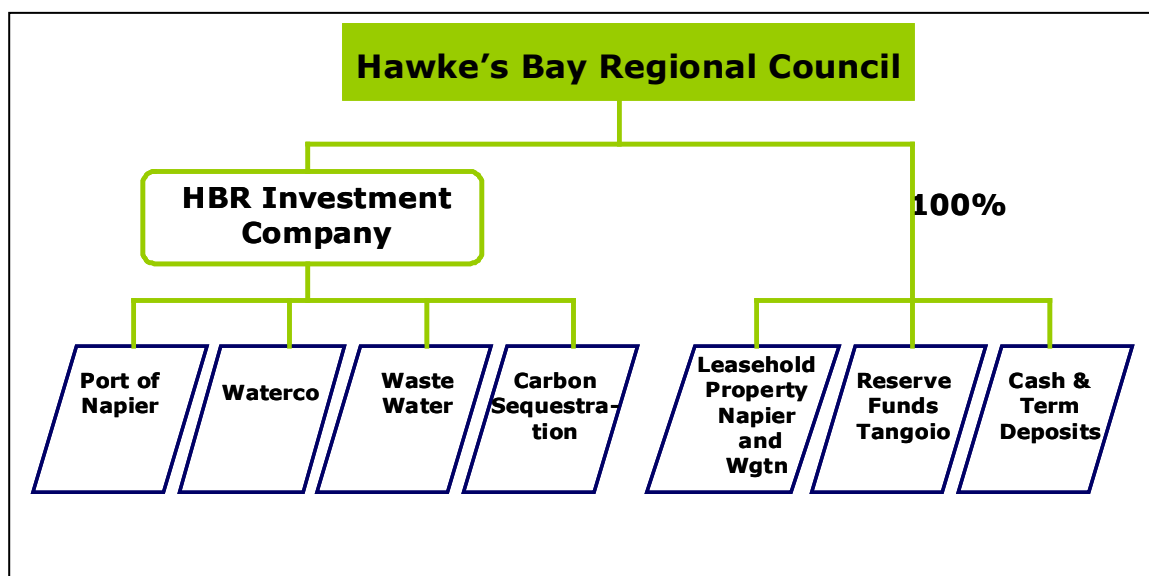 Hawke’s Bay Regional Council
HBR Investment
Company
100%
Port of
Napier
Waterco
Waste
Water
Carbon
Sequestra-
tion
Leasehold
Property
Napier
and
Wgtn
Reserve
Funds
Tangoio
Cash &
Term
Deposits